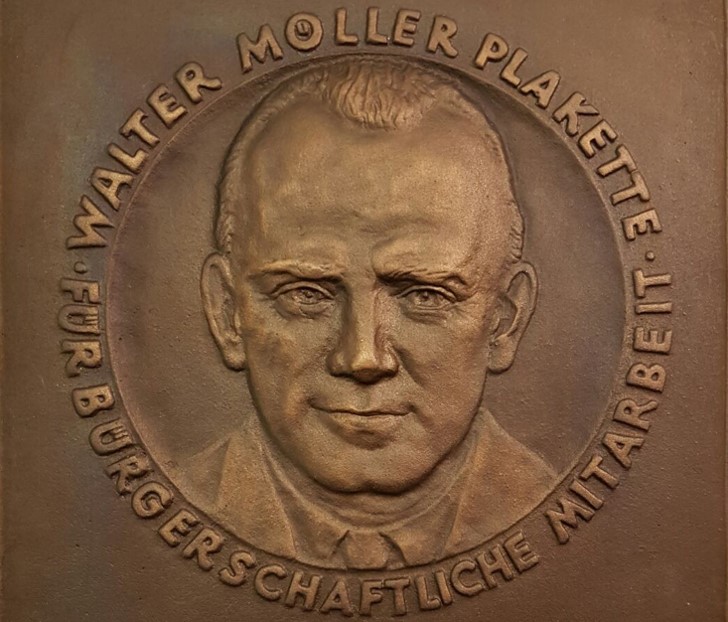 WALTER MÖLLER PLAKETTE
· FÜR BÜRGERSCHAFTLICHE MITARBEIT ·